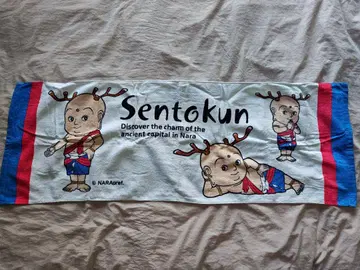 Sentokun
Discover the charm of the
ancient capital in Nara
© NARApref.